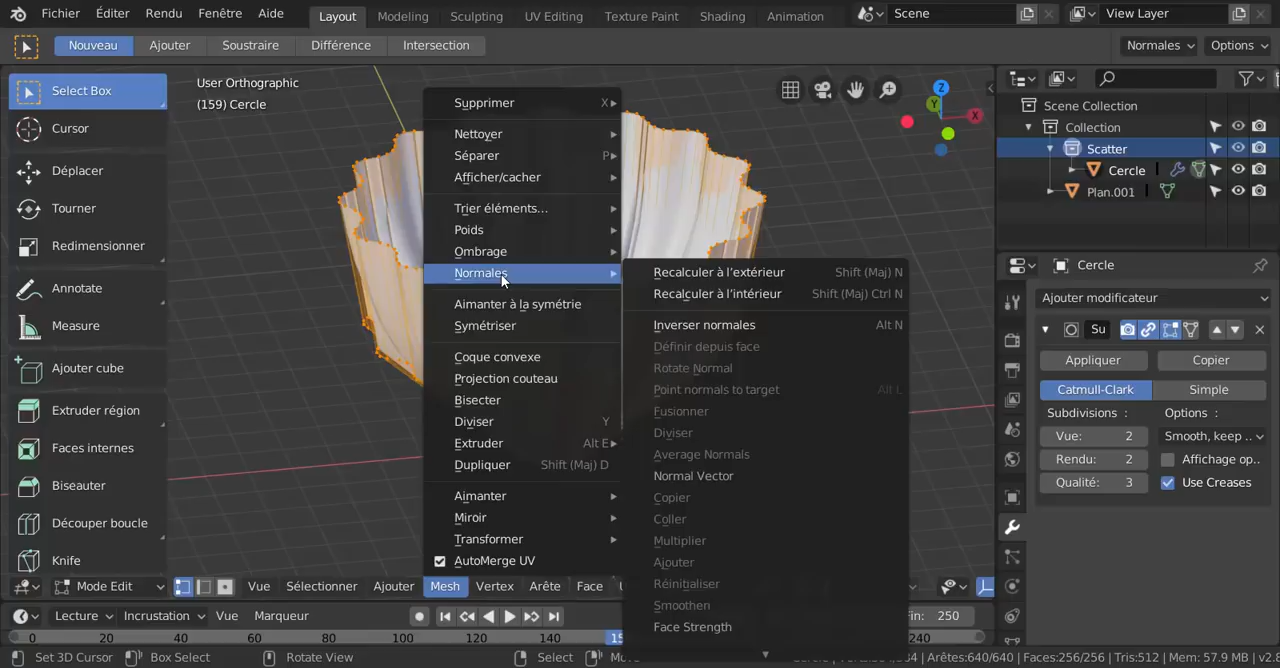 Fichier Éditer Rendu Fenêtre Aide Layout Modeling Sculpting UV Editing Texture Paint Shading Animation Scene View Layer
Nouveau Ajouter Soustraire Différence Intersection Normales Options
Select Box
Cursor
Déplacer
Tourner
Redimensionner
Annotate
Measure
Ajouter cube
Extruder région
Faces internes
Biseauter
Découper boucle
Knife
User Orthographic
(159) Cercle
Z
Y
X
Supprimer X
Nettoyer
Séparer P
Afficher/cacher
Trier éléments...
Poids
Ombrage
Normales
Aimanter à la symétrie
Symétriser
Coque convexe
Projection couteau
Bisecter
Diviser Y
Extruder Alt E
Dupliquer Shift (Maj) D
Aimanter
Miroir
Transformer
AutoMerge UV
Recalculer à l'extérieur Shift (Maj) N
Recalculer à l'intérieur Shift (Maj) Ctrl N
Inverser normales Alt N
Définir depuis face
Rotate Normal
Point normals to target Alt L
Fusionner
Diviser
Average Normals
Normal Vector
Copier
Coller
Multiplier
Ajouter
Réinitialiser
Smoothen
Face Strength
Scene Collection
Collection
Scatter
Cercle
Plan.001
Cercle
Ajouter modificateur
Su
Appliquer Copier
Catmull-Clark Simple
Subdivisions : Options :
Vue: 2 Smooth, keep ..
Rendu: 2 Affichage op..
Qualité: 3 Use Creases
Mode Edit Vue Sélectionner Ajouter Mesh Vertex Arête Face
Lecture Incrustation Vue Marqueur 250
0 20 40 60 80 100 120 140 240
Set 3D Cursor Box Select Rotate View Select Arêtes:640/640 | Faces:256/256 | Tris:512 | Mem: 57.9 MB